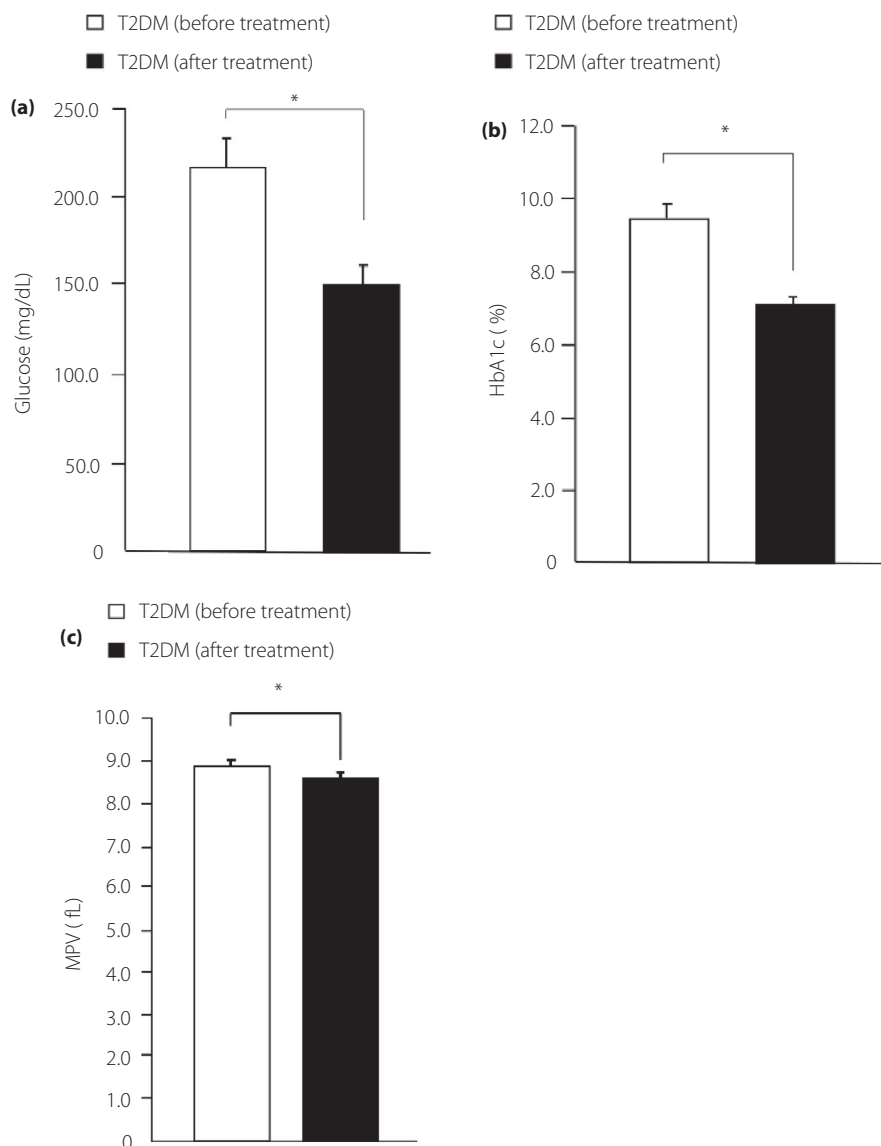 T2DM (before treatment)
T2DM (after treatment)
(a)
*
250.0
200.0
150.0
100.0
50.0
0
Glucose (mg/dL)
T2DM (before treatment)
T2DM (after treatment)
(b)
*
12.0
10.0
8.0
6.0
4.0
2.0
0
HbA1c ( %)
T2DM (before treatment)
T2DM (after treatment)
(c)
*
10.0
9.0
8.0
7.0
6.0
5.0
4.0
3.0
2.0
1.0
0
MPV ( fL)